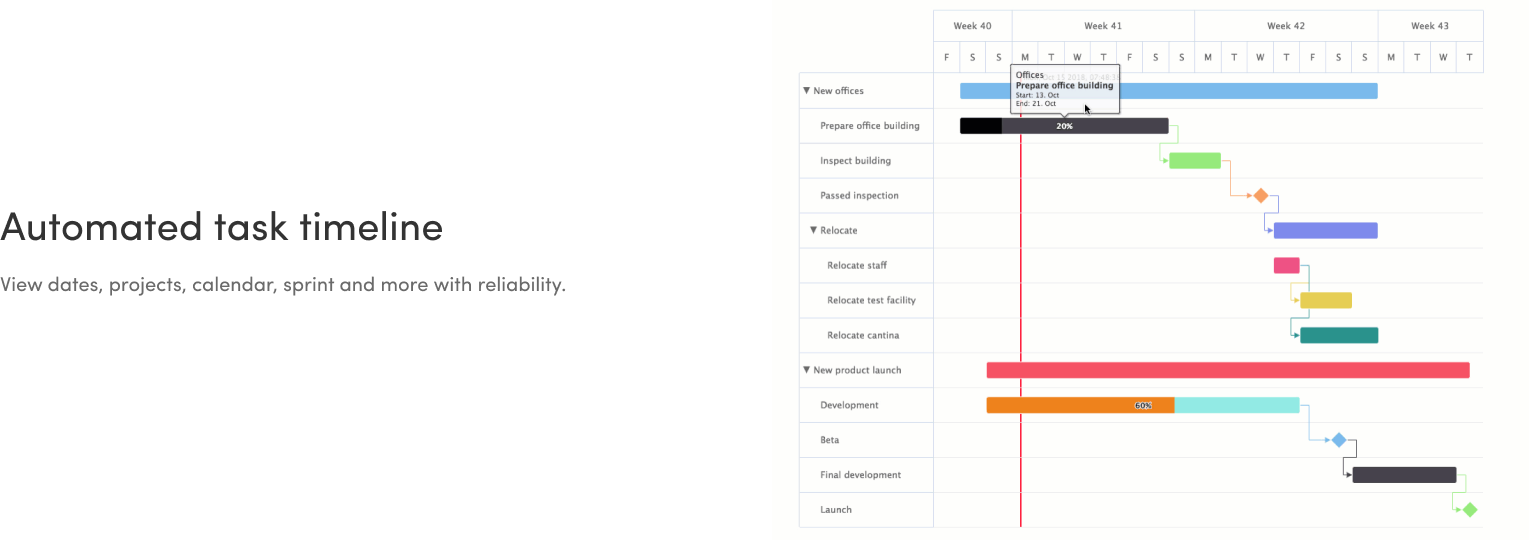 Automated task timeline
View dates, projects, calendar, sprint and more with reliability.
Week 40 Week 41 Week 42 Week 43
F S S M T W T F S S M T W T F S S M T W T
▼ New offices
Offices
Prepare office building
Start: 13. Oct
End: 21. Oct
Prepare office building 20%
Inspect building
Passed inspection
▼ Relocate
Relocate staff
Relocate test facility
Relocate cantina
▼ New product launch
Development 60%
Beta
Final development
Launch